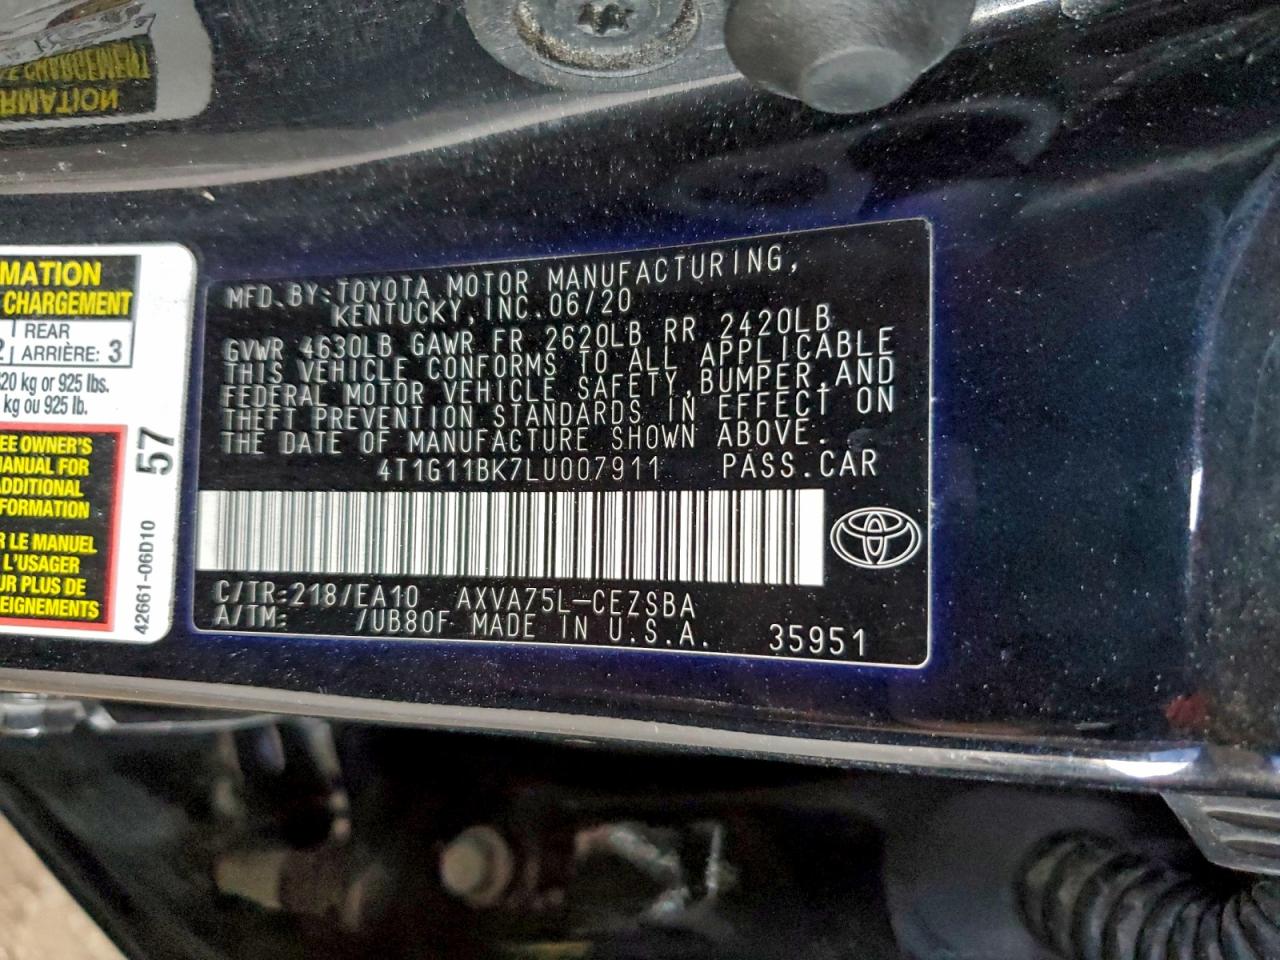 E CHARGEMENT
RMATION
MATION
CHARGEMENT
REAR
ARRIÈRE: 3
kg or 925 lbs.
kg ou 925 lb.
EE OWNER'S
MANUAL FOR
ADDITIONAL
FORMATION
R LE MANUEL
L'USAGER
UR PLUS DE
EIGNEMENTS
57
42661-06D10
MFD. BY: TOYOTA MOTOR MANUFACTURING,
KENTUCKY, INC. 06/20
GVWR 4630LB GAWR FR 2620LB RR 2420LB
THIS VEHICLE CONFORMS TO ALL APPLICABLE
FEDERAL MOTOR VEHICLE SAFETY, BUMPER, AND
THEFT PREVENTION STANDARDS IN EFFECT ON
THE DATE OF MANUFACTURE SHOWN ABOVE.
4T1G11BK7LU007911 PASS. CAR
C/TR: 218/EA10 AXVA75L-CEZSBA
A/TM: /UB80F MADE IN U.S.A. 35951